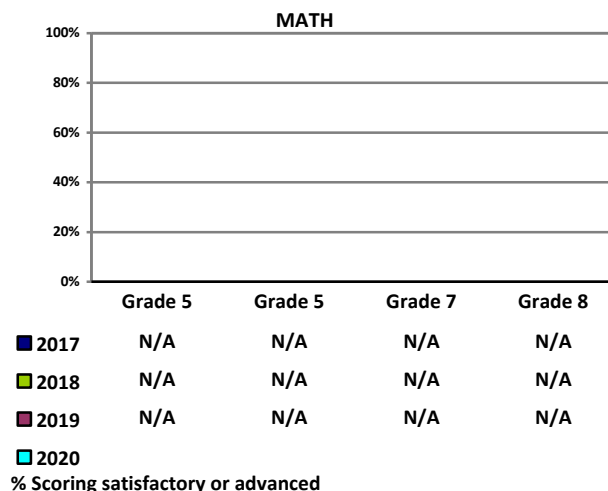 MATH
100%
80%
60%
40%
20%
0%
Grade 5 Grade 5 Grade 7 Grade 8
2017 N/A N/A N/A N/A
2018 N/A N/A N/A N/A
2019 N/A N/A N/A N/A
2020
% Scoring satisfactory or advanced